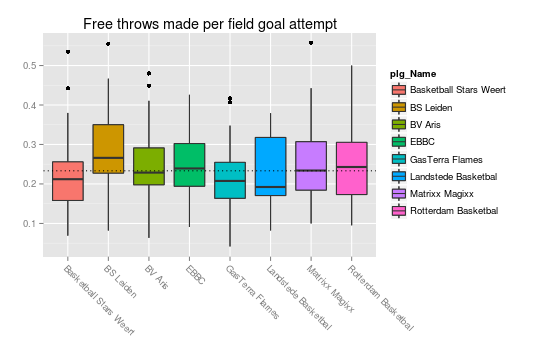 Free throws made per field goal attempt
0.5
0.4
0.3
0.2
0.1
Basketball Stars Weert
BS Leiden
BV Aris
EBBC
GasTerra Flames
Landstede Basketbal
Matrixx Magixx
Rotterdam Basketbal
plg_Name
Basketball Stars Weert
BS Leiden
BV Aris
EBBC
GasTerra Flames
Landstede Basketbal
Matrixx Magixx
Rotterdam Basketbal